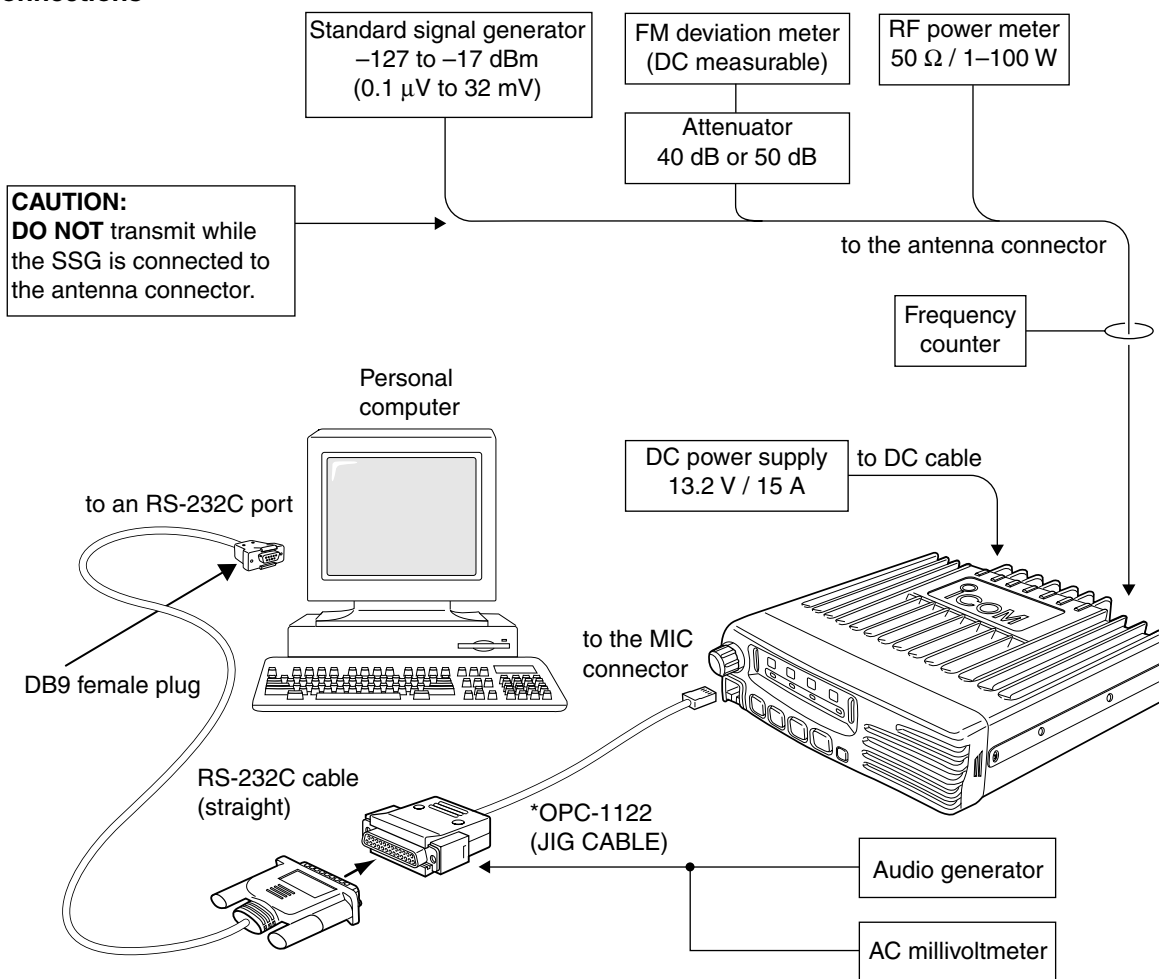 Standard signal generator
–127 to –17 dBm
(0.1 μV to 32 mV)
FM deviation meter
(DC measurable)
RF power meter
50 Ω / 1–100 W
Attenuator
40 dB or 50 dB
CAUTION:
DO NOT transmit while
the SSG is connected to
the antenna connector.
to the antenna connector
Frequency
counter
Personal
computer
DC power supply
13.2 V / 15 A
to DC cable
to an RS-232C port
ICOM
to the MIC
connector
DB9 female plug
RS-232C cable
(straight)
*OPC-1122
(JIG CABLE)
Audio generator
AC millivoltmeter